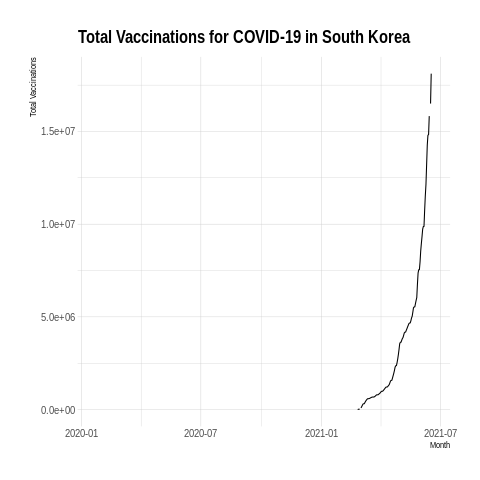 Total Vaccinations for COVID-19 in South Korea
Total Vaccinations
1.5e+07
1.0e+07
5.0e+06
0.0e+00
2020-01 2020-07 2021-01 2021-07
Month